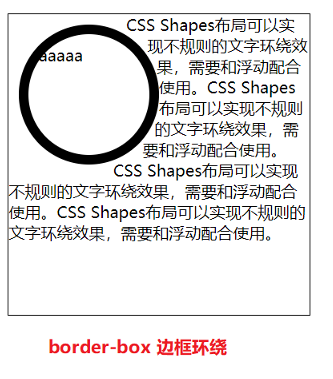 CSS Shapes布局可以实
现不规则的文字环绕效
aaaaa
果，需要和浮动配合
使用。CSS Shapes
布局可以实现不规则
的文字环绕效果，需
要和浮动配合使用。
CSS Shapes布局可以实现
不规则的文字环绕效果，需要和浮动配合
使用。CSS Shapes布局可以实现不规则的
文字环绕效果，需要和浮动配合使用。
border-box 边框环绕